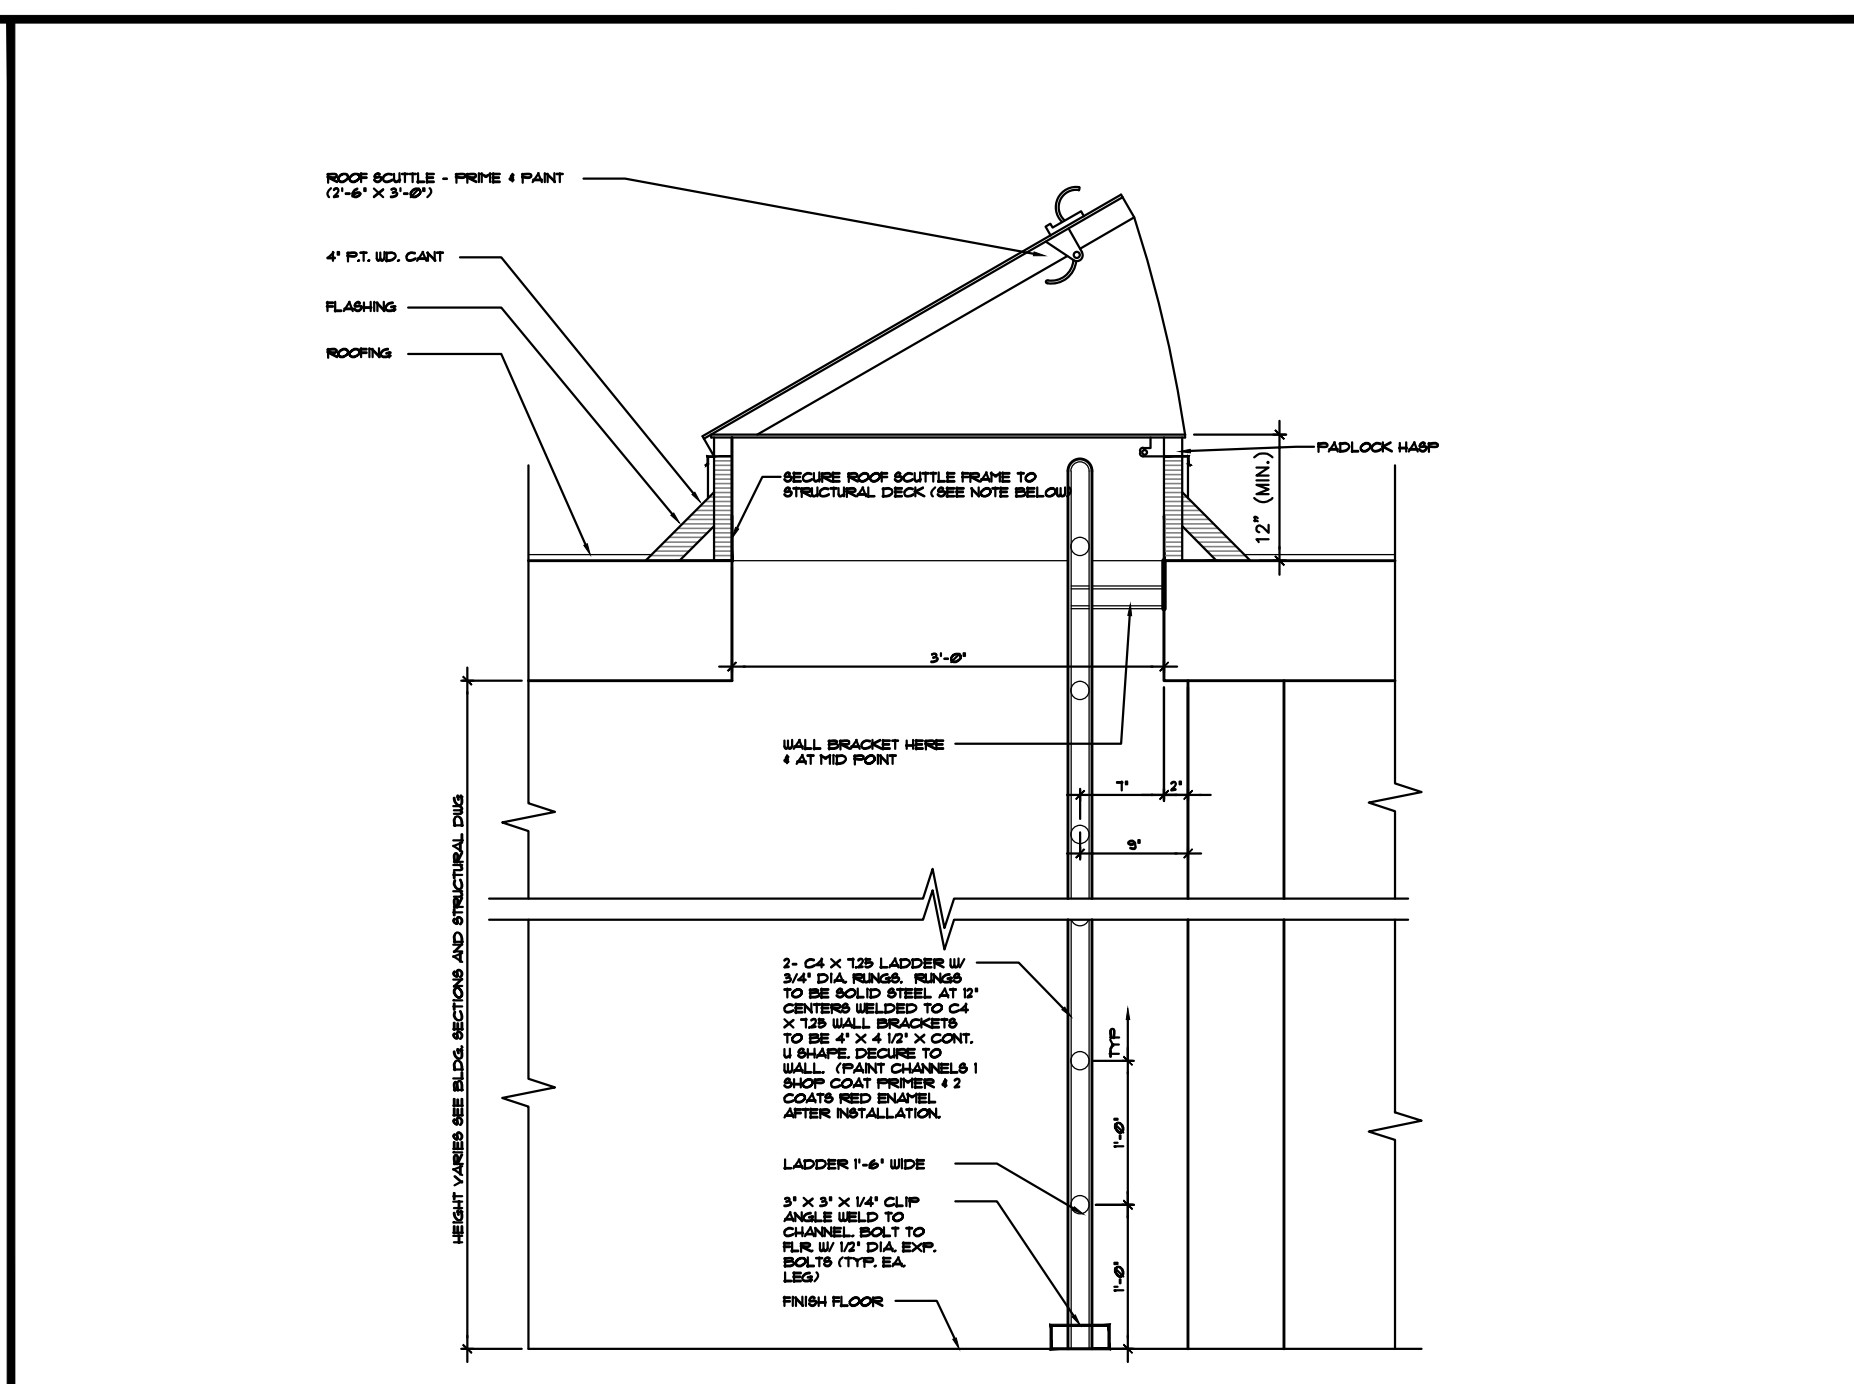 ROOF SCUTTLE - PRIME & PAINT
(2'-6" X 3'-0")
4" P.T. WD. CANT
FLASHING
ROOFING
PADLOCK HASP
12" (MIN.)
SECURE ROOF SCUTTLE FRAME TO
STRUCTURAL DECK (SEE NOTE BELOW)
3'-0"
WALL BRACKET HERE
& AT MID POINT
7"
2"
9"
HEIGHT VARIES SEE BLDG. SECTIONS AND STRUCTURAL DWG
2- C4 X 7.25 LADDER W/
3/4" DIA. RUNGS. RUNGS
TO BE SOLID STEEL AT 12"
CENTERS WELDED TO C4
X 7.25 WALL BRACKETS
TO BE 4" X 4 1/2" X CONT.
U SHAPE. DECURE TO
WALL. (PAINT CHANNELS 1
SHOP COAT PRIMER & 2
COATS RED ENAMEL
AFTER INSTALLATION.
TYP
1'-0"
LADDER 1'-6" WIDE
3" X 3" X 1/4" CLIP
ANGLE WELD TO
CHANNEL. BOLT TO
FLR. W/ 1/2" DIA. EXP.
BOLTS (TYP. EA.
LEG)
1'-0"
FINISH FLOOR